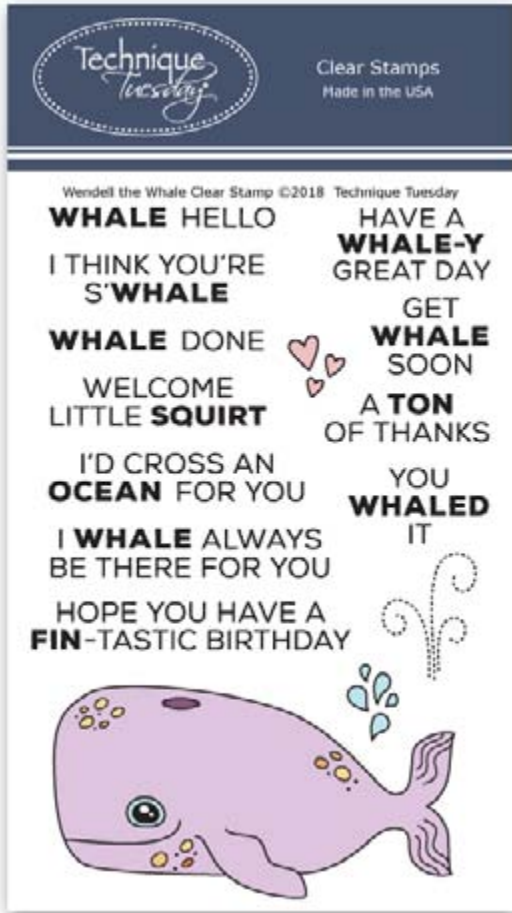 Technique
Tuesday
Clear Stamps
Made in the USA
Wendell the Whale Clear Stamp ©2018 Technique Tuesday
WHALE HELLO
I THINK YOU'RE
S'WHALE
WHALE DONE
WELCOME
LITTLE SQUIRT
I'D CROSS AN
OCEAN FOR YOU
I WHALE ALWAYS
BE THERE FOR YOU
HOPE YOU HAVE A
FIN-TASTIC BIRTHDAY
HAVE A
WHALE-Y
GREAT DAY
GET
WHALE
SOON
A TON
OF THANKS
YOU
WHALED
IT